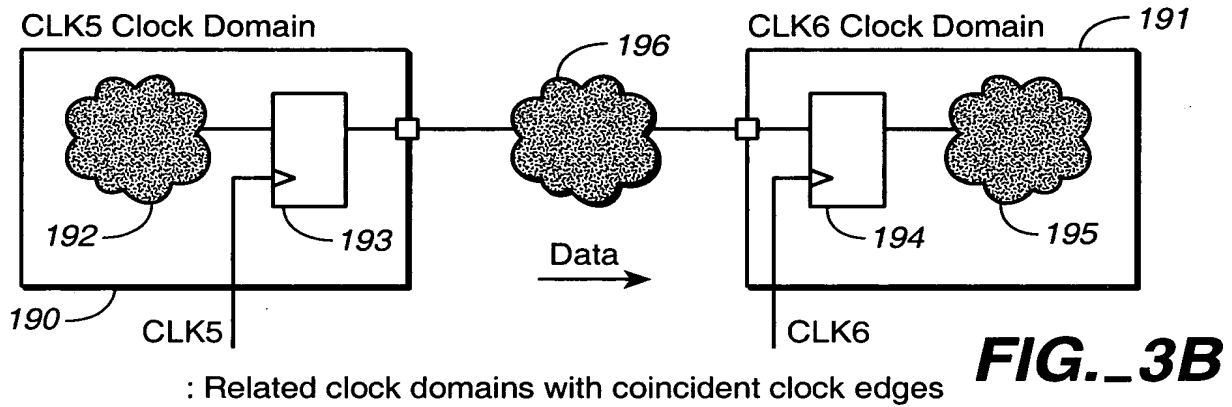 CLK5 Clock Domain
196
CLK6 Clock Domain
191
192
193
194
195
Data
190
CLK5
CLK6
FIG._3B
: Related clock domains with coincident clock edges